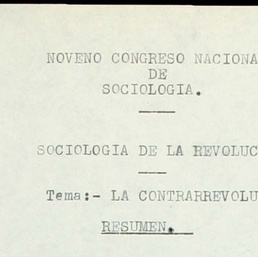 NOVENO CONGRESO NACIONA
DE
SOCIOLOGIA.
SOCIOLOGIA DE LA REVOLUC
Tema:- LA CONTRARREVOLU
RESUMEN.